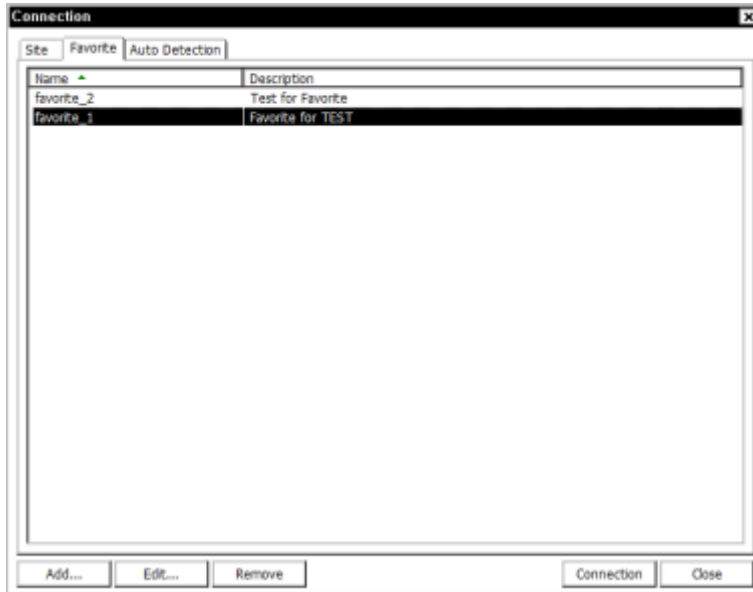 Connection
Site Favorite Auto Detection
Name Description
favorite_2 Test for Favorite
favorite_1 Favorite for TEST
Add.... Edit.... Remove Connection Close